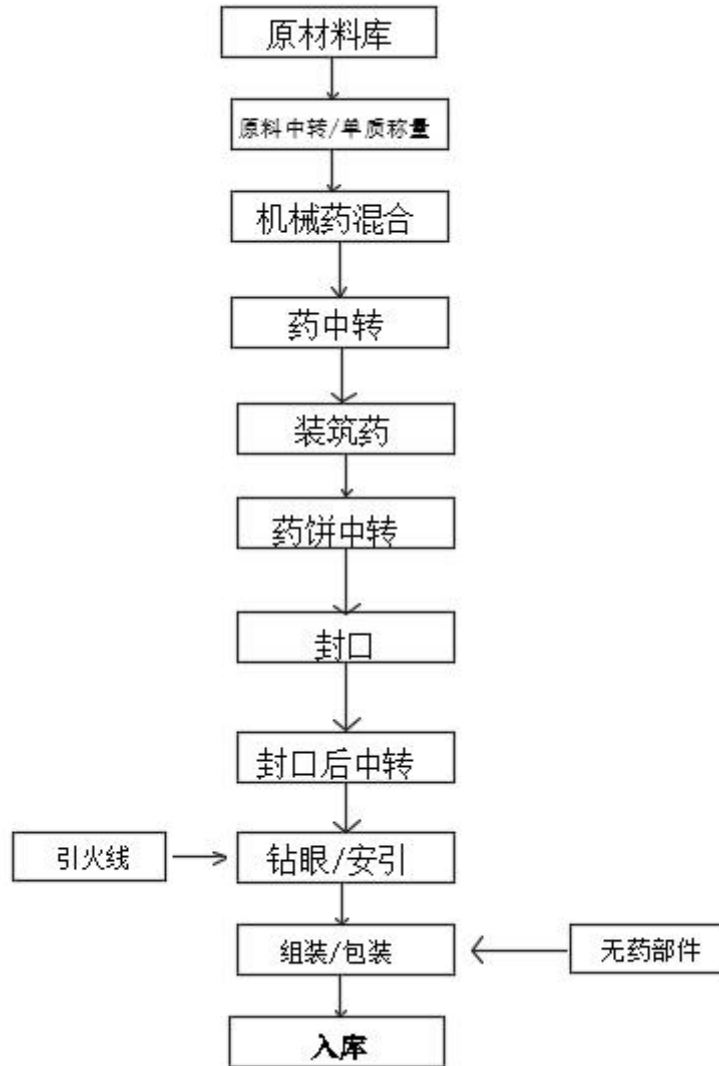 原材料库
原料中转/单质称量
机械药混合
药中转
装筑药
药饼中转
封口
封口后中转
引火线
钻眼/安引
组装/包装
无药部件
入库